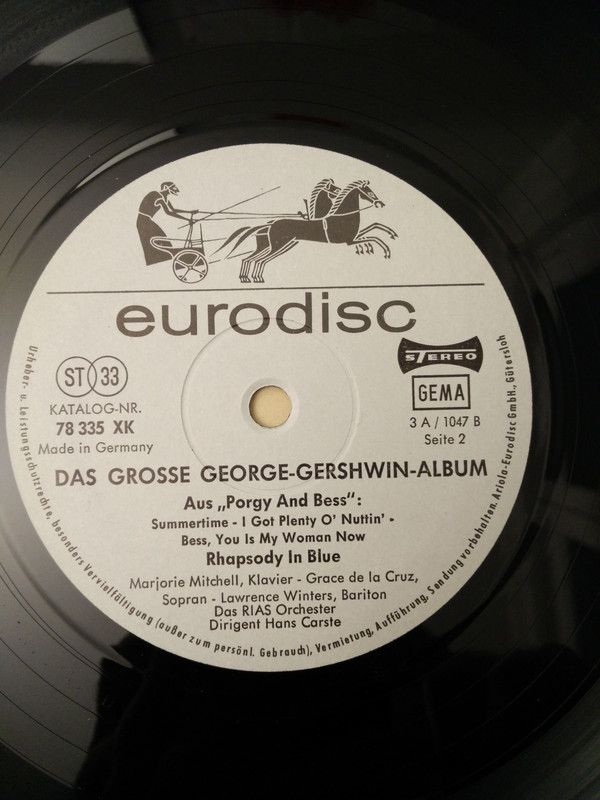 eurodisc
STEREO
ST 33
GEMA
KATALOG-NR.
78 335 XK
Made in Germany
3 A / 1047 B
Seite 2
DAS GROSSE GEORGE-GERSHWIN-ALBUM
Aus „Porgy And Bess":
Summertime - I Got Plenty O' Nuttin' -
Bess, You Is My Woman Now
Rhapsody In Blue
Marjorie Mitchell, Klavier - Grace de la Cruz,
Sopran - Lawrence Winters, Bariton
Das RIAS Orchester
Dirigent Hans Carste
Urheber- u. Leistungsschutzrechte, besonders Vervielfältigung (außer zum persönl. Gebrauch), Vermietung, Aufführung, Sendung vorbehalten. Ariola-Eurodisc GmbH., Gütersloh